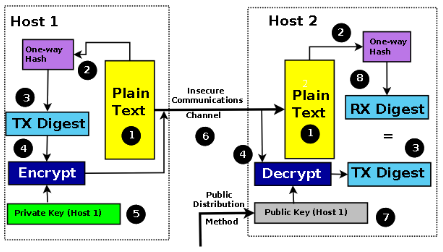 Host 1
One-way
Hash
2
3
Plain
Text
1
TX Digest
4
Encrypt
Private Key (Host 1)
5
Insecure
Communications
Channel
6
Public
Distribution
Method
Host 2
2
One-way
Hash
Plain
Text
1
8
RX Digest
=
3
4
Decrypt
TX Digest
Public Key (Host 1)
7